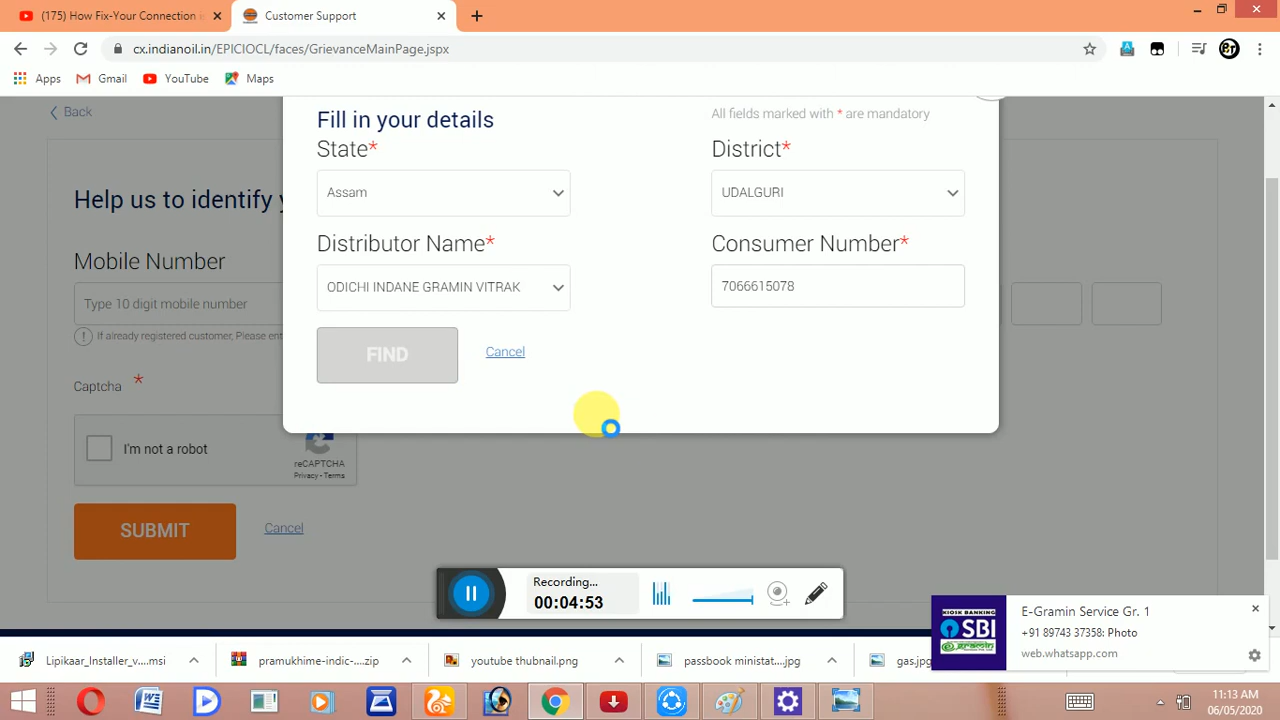 (175) How Fix-Your Connection
Customer Support
cx.indianoil.in/EPICIOCL/faces/GrievanceMainPage.jspx
Apps
Gmail
YouTube
Maps
Back
Fill in your details
All fields marked with * are mandatory
State*
District*
Assam
UDALGURI
Help us to identify
Distributor Name*
Consumer Number*
Mobile Number
ODICHI INDANE GRAMIN VITRAK
7066615078
Type 10 digit mobile number
If already registered customer, Please
FIND
Cancel
Captcha *
I'm not a robot
reCAPTCHA
Privacy - Terms
SUBMIT
Cancel
Recording...
00:04:53
KIOSK BANKING
SBI
E-Gramin Service Gr. 1
+91 89743 37358: Photo
web.whatsapp.com
Lipikaar_Installer_v....msi
pramukhime-indic-....zip
youtube thubnail.png
passbook ministat....jpg
gas.jpg
11:13 AM
06/05/2020